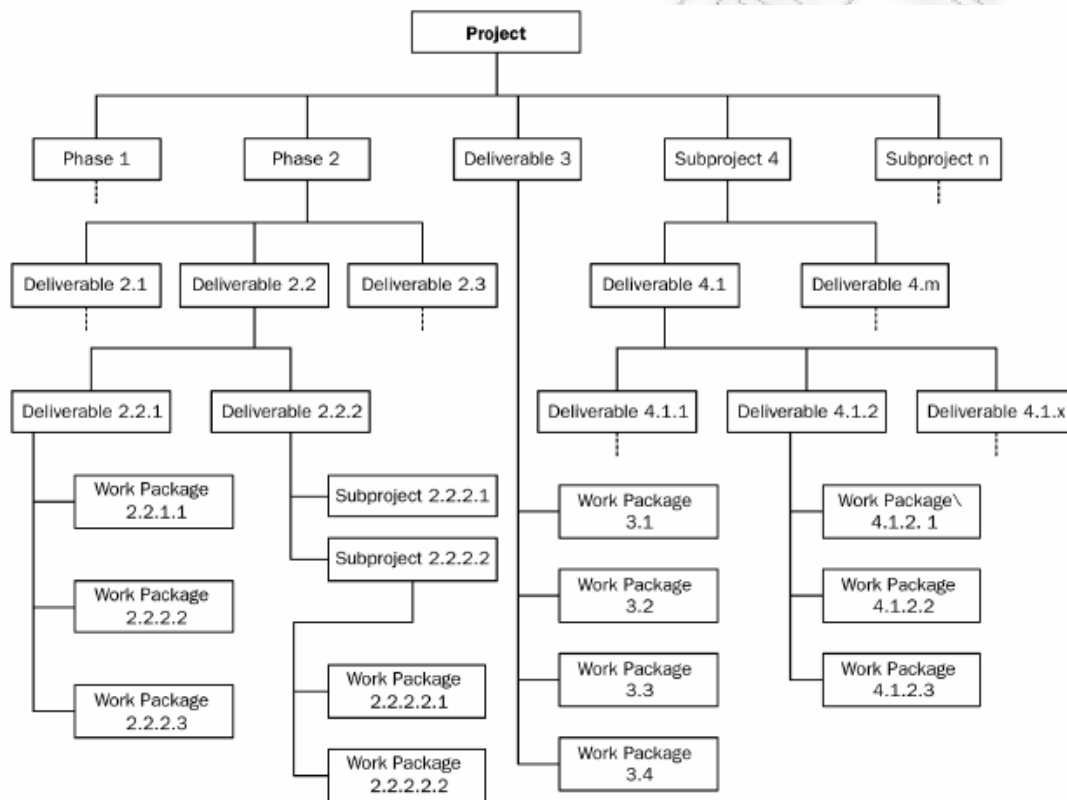 Project
Phase 1
Phase 2
Deliverable 3
Subproject 4
Subproject n
Deliverable 2.1
Deliverable 2.2
Deliverable 2.3
Deliverable 4.1
Deliverable 4.m
Deliverable 2.2.1
Deliverable 2.2.2
Deliverable 4.1.1
Deliverable 4.1.2
Deliverable 4.1.x
Work Package
2.2.1.1
Work Package
2.2.2.2
Work Package
2.2.2.3
Subproject 2.2.2.1
Subproject 2.2.2.2
Work Package
2.2.2.2.1
Work Package
2.2.2.2.2
Work Package
3.1
Work Package
3.2
Work Package
3.3
Work Package
3.4
Work Package\
4.1.2. 1
Work Package
4.1.2.2
Work Package
4.1.2.3